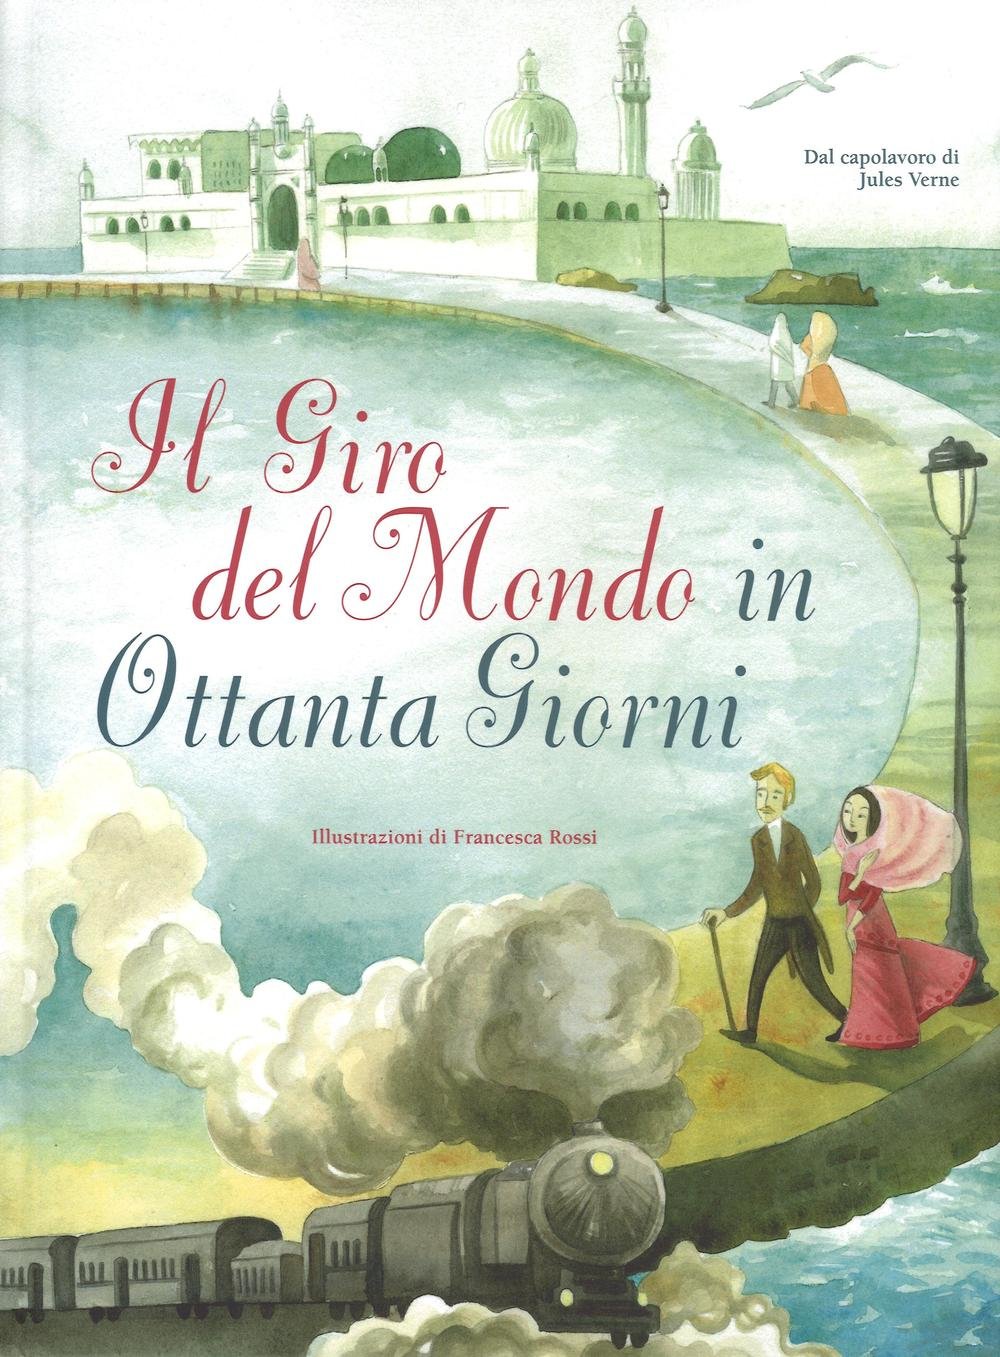 Dal capolavoro di
Jules Verne
Il Giro
del Mondo in
Ottanta Giorni
Illustrazioni di Francesca Rossi